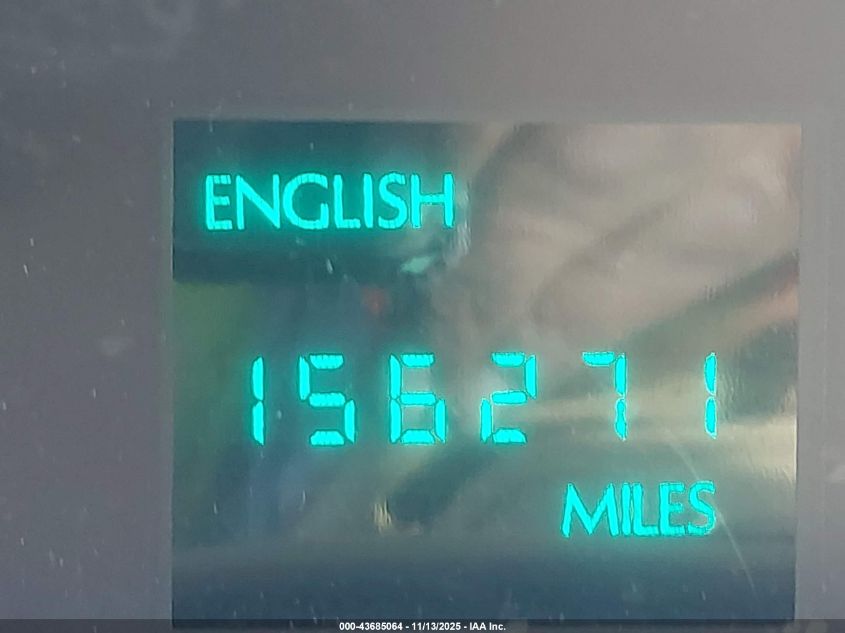 ENGLISH
156271
MILES
000-43685064 - 11/13/2025 - IAA Inc.